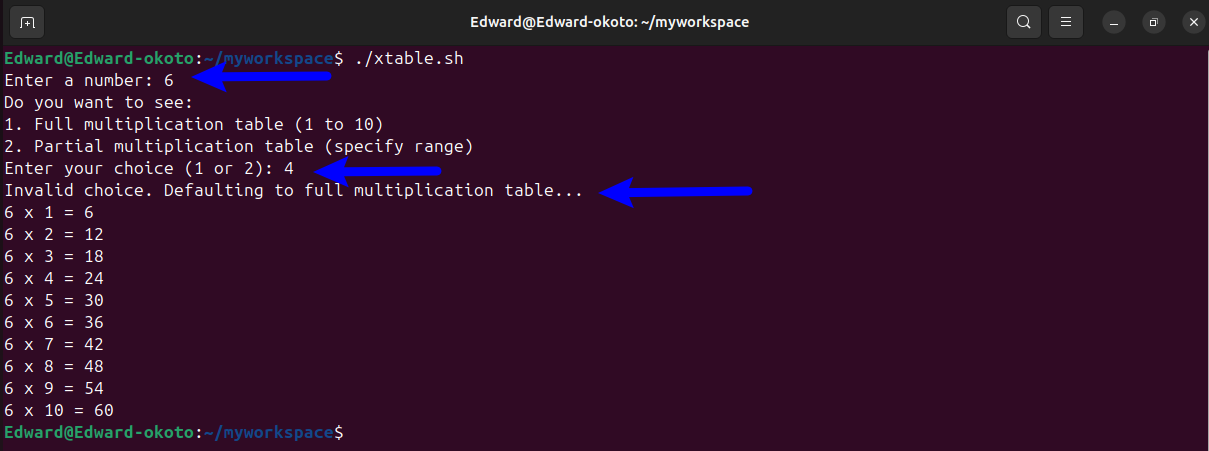 Edward@Edward-okoto: ~/myworkspace
Edward@Edward-okoto:~/myworkspace$ ./xtable.sh
Enter a number: 6
Do you want to see:
1. Full multiplication table (1 to 10)
2. Partial multiplication table (specify range)
Enter your choice (1 or 2): 4
Invalid choice. Defaulting to full multiplication table...
6 x 1 = 6
6 x 2 = 12
6 x 3 = 18
6 x 4 = 24
6 x 5 = 30
6 x 6 = 36
6 x 7 = 42
6 x 8 = 48
6 x 9 = 54
6 x 10 = 60
Edward@Edward-okoto:~/myworkspace$